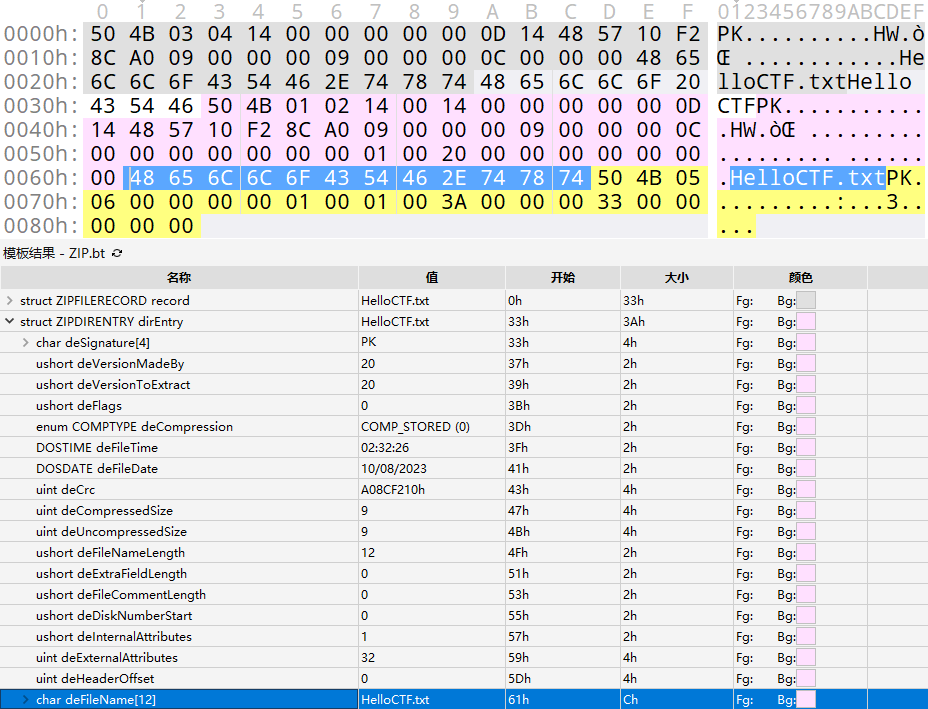 0 1 2 3 4 5 6 7 8 9 A B C D E F 0123456789ABCDEF
0000h: 50 4B 03 04 14 00 00 00 00 00 0D 14 48 57 10 F2 PK..........HW.ò
0010h: 8C A0 09 00 00 00 09 00 00 00 0C 00 00 00 48 65 Œ ............He
0020h: 6C 6C 6F 43 54 46 2E 74 78 74 48 65 6C 6C 6F 20 lloCTF.txtHello
0030h: 43 54 46 50 4B 01 02 14 00 14 00 00 00 00 00 0D CTFPK...........
0040h: 14 48 57 10 F2 8C A0 09 00 00 00 09 00 00 00 0C .HW.òŒ .........
0050h: 00 00 00 00 00 00 00 01 00 20 00 00 00 00 00 00 ......... ......
0060h: 00 48 65 6C 6C 6F 43 54 46 2E 74 78 74 50 4B 05 .HelloCTF.txtPK.
0070h: 06 00 00 00 00 01 00 01 00 3A 00 00 00 33 00 00 .........:...3..
0080h: 00 00 00 ...
模板结果 - ZIP.bt
名称 值 开始 大小 颜色
struct ZIPFILERECORD record HelloCTF.txt 0h 33h Fg: Bg:
struct ZIPDIRENTRY dirEntry HelloCTF.txt 33h 3Ah Fg: Bg:
char deSignature[4] PK 33h 4h Fg: Bg:
ushort deVersionMadeBy 20 37h 2h Fg: Bg:
ushort deVersionToExtract 20 39h 2h Fg: Bg:
ushort deFlags 0 3Bh 2h Fg: Bg:
enum COMPTYPE deCompression COMP_STORED (0) 3Dh 2h Fg: Bg:
DOSTIME deFileTime 02:32:26 3Fh 2h Fg: Bg:
DOSDATE deFileDate 10/08/2023 41h 2h Fg: Bg:
uint deCrc A08CF210h 43h 4h Fg: Bg:
uint deCompressedSize 9 47h 4h Fg: Bg:
uint deUncompressedSize 9 4Bh 4h Fg: Bg:
ushort deFileNameLength 12 4Fh 2h Fg: Bg:
ushort deExtraFieldLength 0 51h 2h Fg: Bg:
ushort deFileCommentLength 0 53h 2h Fg: Bg:
ushort deDiskNumberStart 0 55h 2h Fg: Bg:
ushort deInternalAttributes 1 57h 2h Fg: Bg:
uint deExternalAttributes 32 59h 4h Fg: Bg:
uint deHeaderOffset 0 5Dh 4h Fg: Bg:
char deFileName[12] HelloCTF.txt 61h Ch Fg: Bg: